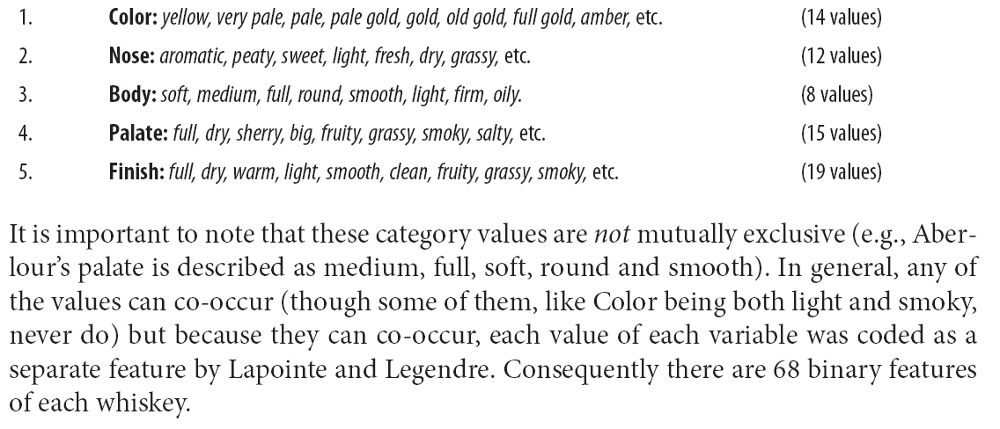 1. Color: yellow, very pale, pale, pale gold, gold, old gold, full gold, amber, etc. (14 values)
2. Nose: aromatic, peaty, sweet, light, fresh, dry, grassy, etc. (12 values)
3. Body: soft, medium, full, round, smooth, light, firm, oily. (8 values)
4. Palate: full, dry, sherry, big, fruity, grassy, smoky, salty, etc. (15 values)
5. Finish: full, dry, warm, light, smooth, clean, fruity, grassy, smoky, etc. (19 values)
It is important to note that these category values are not mutually exclusive (e.g., Aber-
lour’s palate is described as medium, full, soft, round and smooth). In general, any of
the values can co-occur (though some of them, like Color being both light and smoky,
never do) but because they can co-occur, each value of each variable was coded as a
separate feature by Lapointe and Legendre. Consequently there are 68 binary features
of each whiskey.